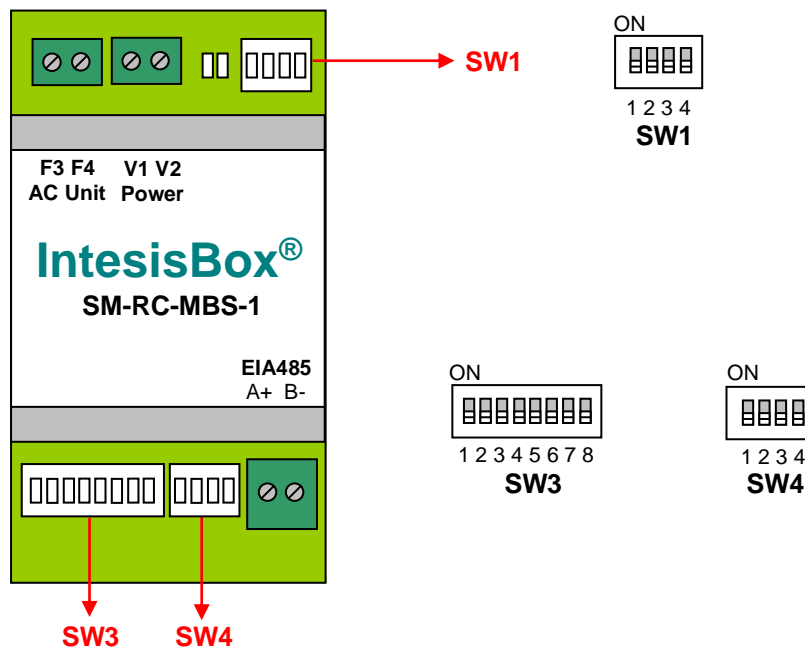 SW1
ON
1 2 3 4
SW1
F3 F4 V1 V2
AC Unit Power
IntesisBox®
SM-RC-MBS-1
EIA485
A+ B-
ON
1 2 3 4 5 6 7 8
SW3
ON
1 2 3 4
SW4
SW3 SW4